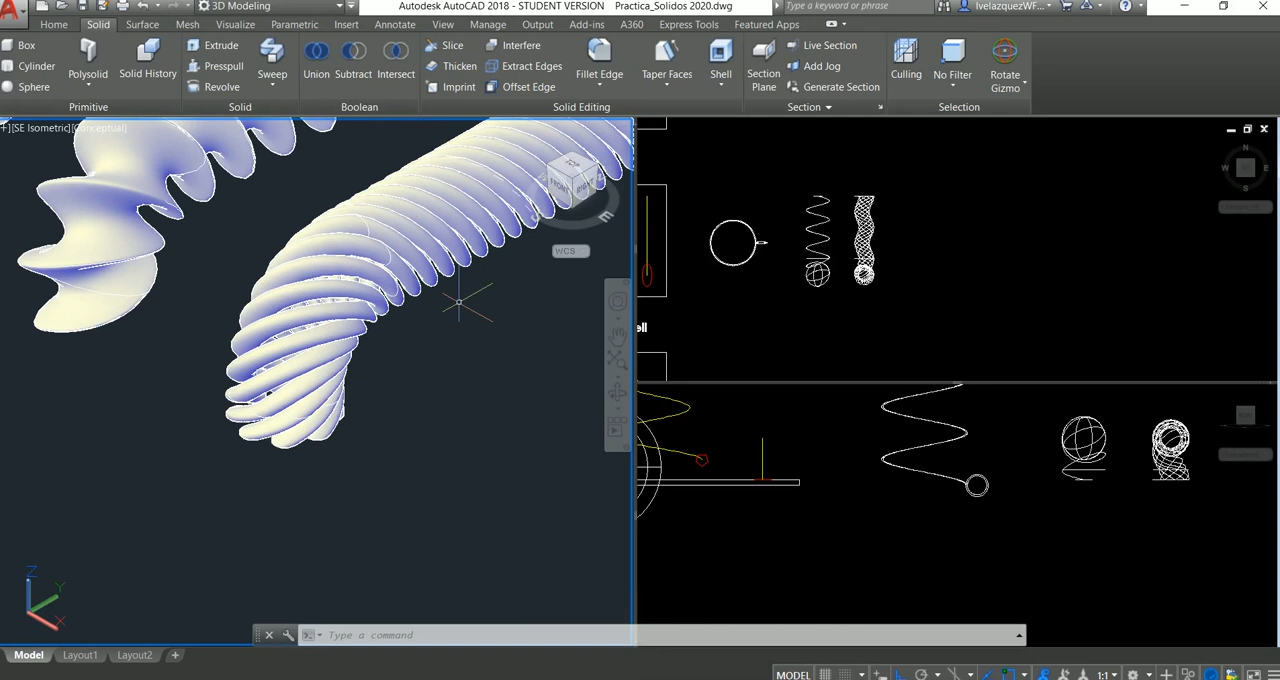 3D Modeling
Autodesk AutoCAD 2018 - STUDENT VERSION Practica_Solidos 2020.dwg
Type a keyword or phrase
lvelazquezWF...
Home Solid Surface Mesh Visualize Parametric Insert Annotate View Manage Output Add-ins A360 Express Tools Featured Apps
Box
Cylinder
Sphere
Polysolid
Solid History
Extrude
Presspull
Revolve
Sweep
Union
Subtract
Intersect
Slice
Thicken
Imprint
Interfere
Extract Edges
Offset Edge
Fillet Edge
Taper Faces
Shell
Section
Plane
Live Section
Add Jog
Generate Section
Culling
No Filter
Rotate
Gizmo
Primitive
Solid
Boolean
Solid Editing
Section
Selection
+][SE Isometric][Conceptual]
TOP
FRONT
RIGHT
E
WCS
N
W
E
S
ell
Z
Y
X
Type a command
Model Layout1 Layout2 +
MODEL
1:1